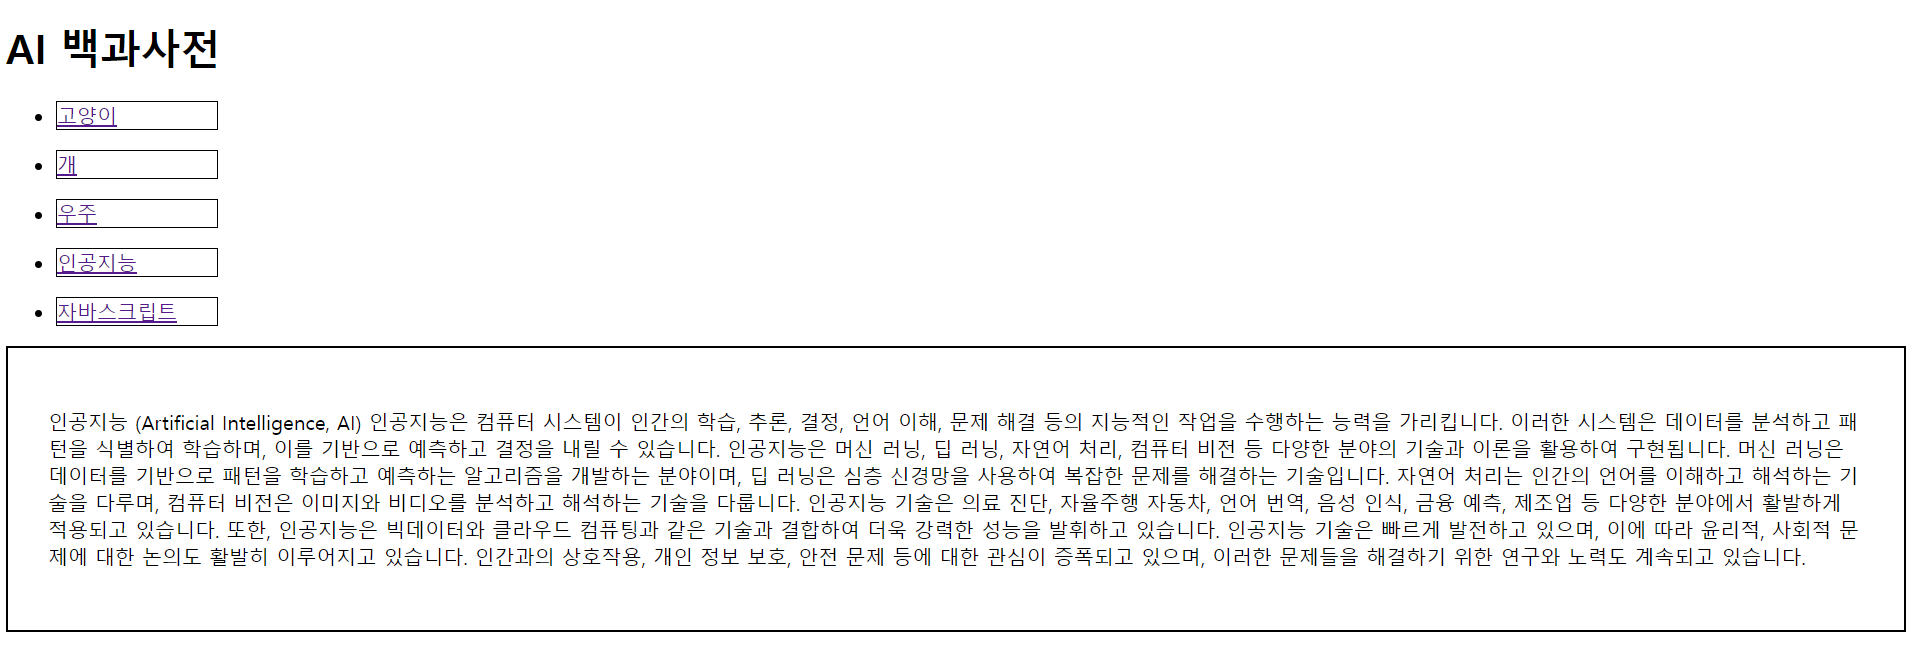 AI 백과사전
고양이
개
우주
인공지능
자바스크립트
인공지능 (Artificial Intelligence, AI) 인공지능은 컴퓨터 시스템이 인간의 학습, 추론, 결정, 언어 이해, 문제 해결 등의 지능적인 작업을 수행하는 능력을 가리킵니다. 이러한 시스템은 데이터를 분석하고 패
턴을 식별하여 학습하며, 이를 기반으로 예측하고 결정을 내릴 수 있습니다. 인공지능은 머신 러닝, 딥 러닝, 자연어 처리, 컴퓨터 비전 등 다양한 분야의 기술과 이론을 활용하여 구현됩니다. 머신 러닝은
데이터를 기반으로 패턴을 학습하고 예측하는 알고리즘을 개발하는 분야이며, 딥 러닝은 심층 신경망을 사용하여 복잡한 문제를 해결하는 기술입니다. 자연어 처리는 인간의 언어를 이해하고 해석하는 기
술을 다루며, 컴퓨터 비전은 이미지와 비디오를 분석하고 해석하는 기술을 다룹니다. 인공지능 기술은 의료 진단, 자율주행 자동차, 언어 번역, 음성 인식, 금융 예측, 제조업 등 다양한 분야에서 활발하게
적용되고 있습니다. 또한, 인공지능은 빅데이터와 클라우드 컴퓨팅과 같은 기술과 결합하여 더욱 강력한 성능을 발휘하고 있습니다. 인공지능 기술은 빠르게 발전하고 있으며, 이에 따라 윤리적, 사회적 문
제에 대한 논의도 활발히 이루어지고 있습니다. 인간과의 상호작용, 개인 정보 보호, 안전 문제 등에 대한 관심이 증폭되고 있으며, 이러한 문제들을 해결하기 위한 연구와 노력도 계속되고 있습니다.